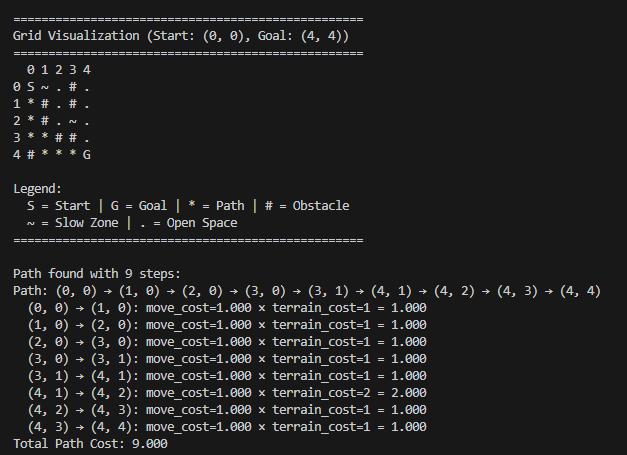 ==================================================
Grid Visualization (Start: (0, 0), Goal: (4, 4))
==================================================
  0 1 2 3 4
0 S ~ . # .
1 * # . # .
2 * # . ~ .
3 * * # # .
4 # * * * G
Legend:
  S = Start | G = Goal | * = Path | # = Obstacle
  ~ = Slow Zone | . = Open Space
==================================================
Path found with 9 steps:
Path: (0, 0) → (1, 0) → (2, 0) → (3, 0) → (3, 1) → (4, 1) → (4, 2) → (4, 3) → (4, 4)
  (0, 0) → (1, 0): move_cost=1.000 × terrain_cost=1 = 1.000
  (1, 0) → (2, 0): move_cost=1.000 × terrain_cost=1 = 1.000
  (2, 0) → (3, 0): move_cost=1.000 × terrain_cost=1 = 1.000
  (3, 0) → (3, 1): move_cost=1.000 × terrain_cost=1 = 1.000
  (3, 1) → (4, 1): move_cost=1.000 × terrain_cost=1 = 1.000
  (4, 1) → (4, 2): move_cost=1.000 × terrain_cost=2 = 2.000
  (4, 2) → (4, 3): move_cost=1.000 × terrain_cost=1 = 1.000
  (4, 3) → (4, 4): move_cost=1.000 × terrain_cost=1 = 1.000
Total Path Cost: 9.000